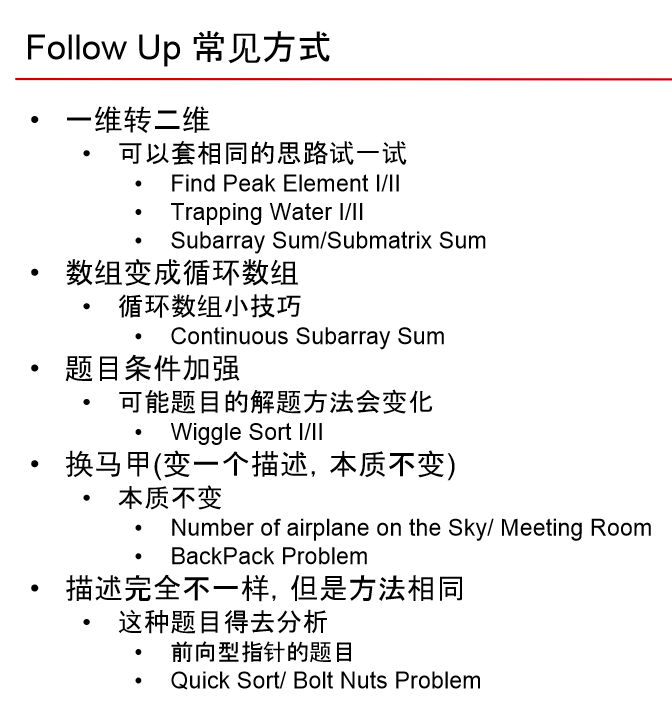 Follow Up 常见方式
• 一维转二维
• 可以套相同的思路试一试
• Find Peak Element I/II
• Trapping Water I/II
• Subarray Sum/Submatrix Sum
• 数组变成循环数组
• 循环数组小技巧
• Continuous Subarray Sum
• 题目条件加强
• 可能题目的解题方法会变化
• Wiggle Sort I/II
• 换马甲(变一个描述, 本质不变)
• 本质不变
• Number of airplane on the Sky/ Meeting Room
• BackPack Problem
• 描述完全不一样, 但是方法相同
• 这种题目得去分析
• 前向型指针的题目
• Quick Sort/ Bolt Nuts Problem